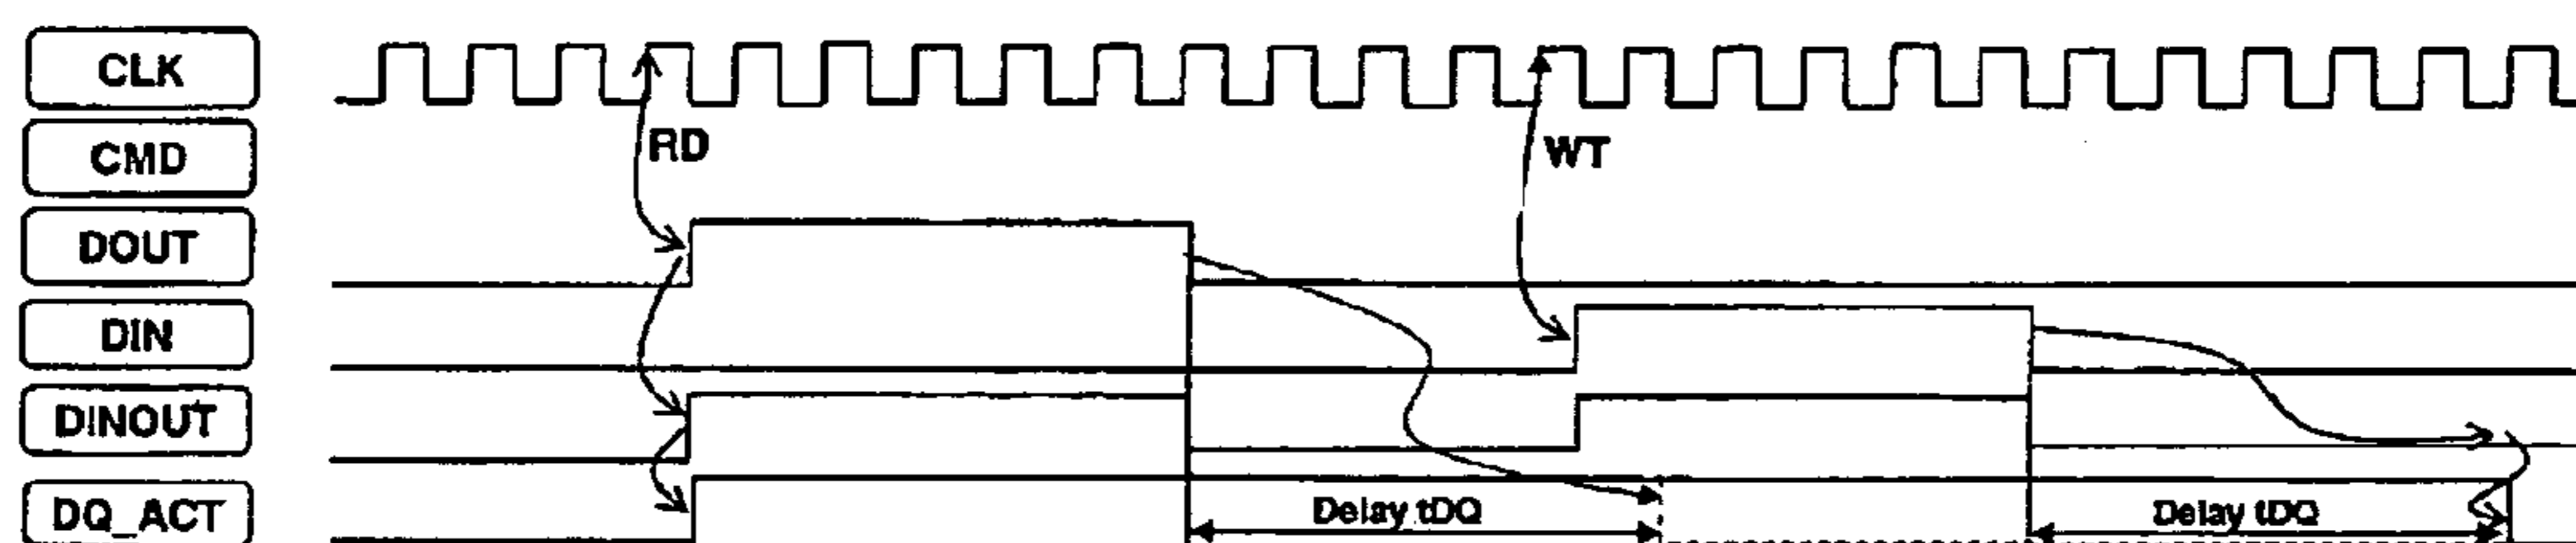 CLK
CMD
RD
WT
DOUT
DIN
DINOUT
DQ_ACT
Delay tDQ
Delay tDQ